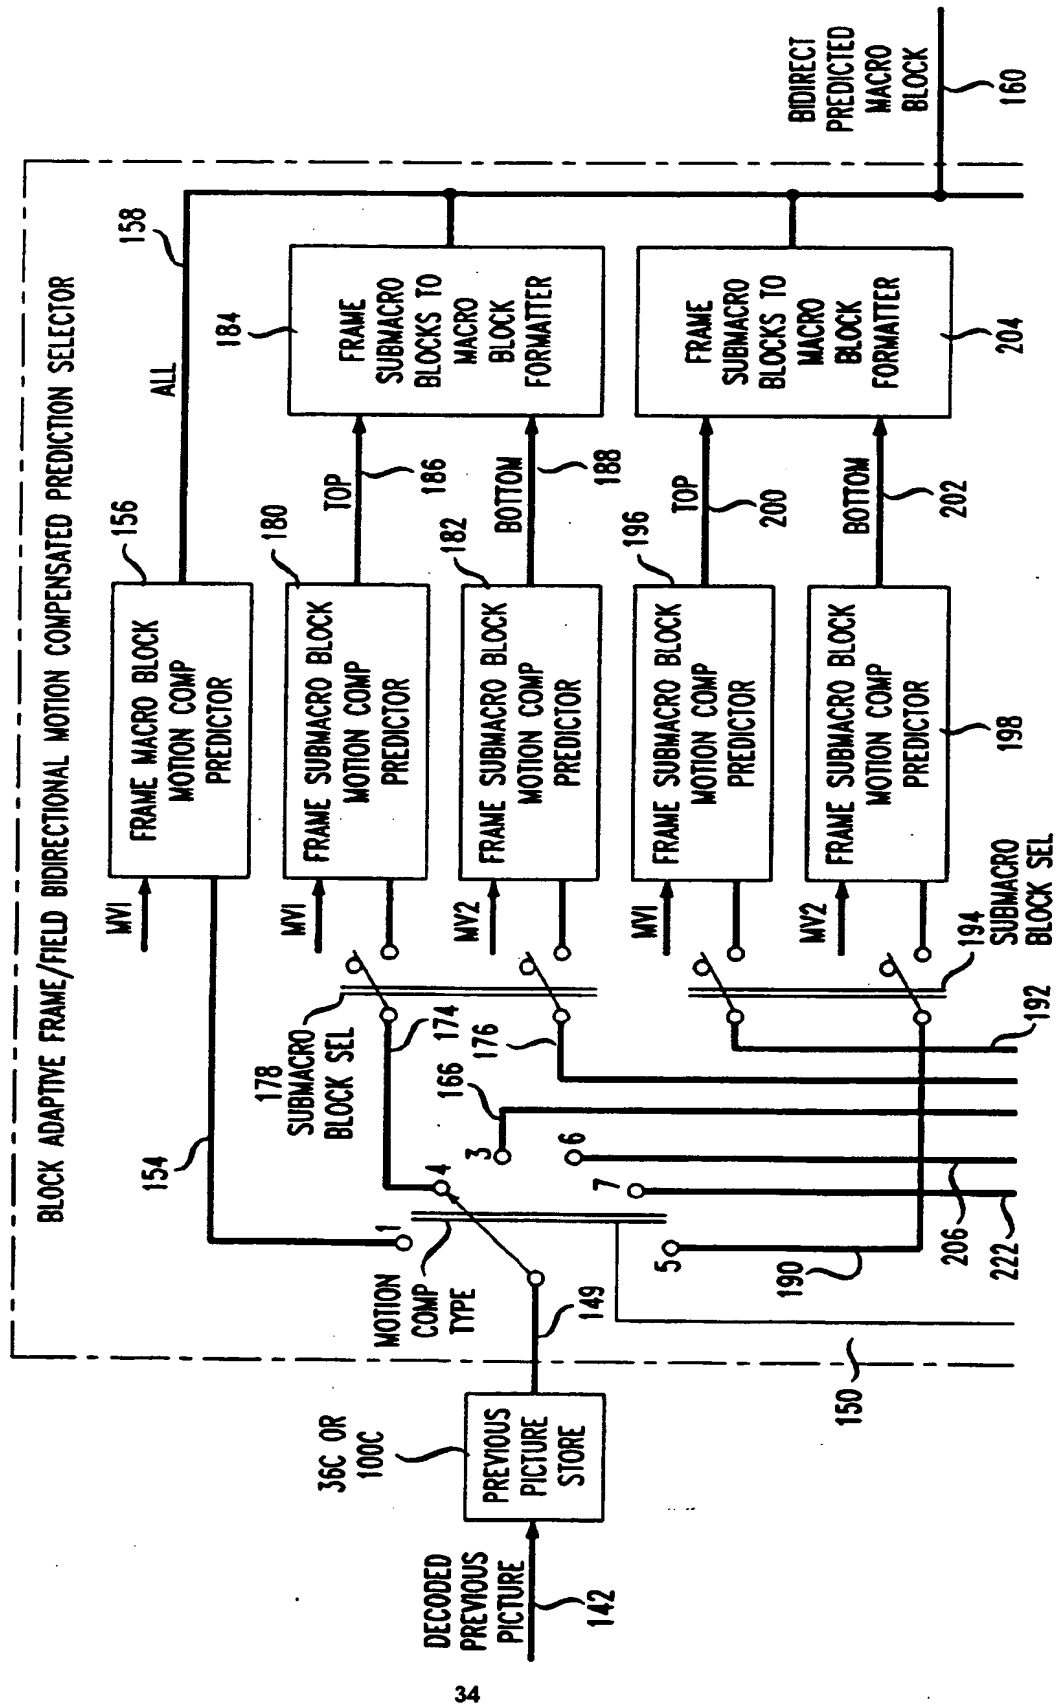 BLOCK ADAPTIVE FRAME/FIELD BIDIRECTIONAL MOTION COMPENSATED PREDICTION SELECTOR
DECODED
PREVIOUS
PICTURE
142
36C OR
100C
PREVIOUS
PICTURE
STORE
149
150
MOTION
COMP
TYPE
1
4
3
6
7
5
154
166
174
176
190
192
206
222
178
SUBMACRO
BLOCK SEL
194
SUBMACRO
BLOCK SEL
MV1
FRAME MACRO BLOCK
MOTION COMP
PREDICTOR
156
ALL
158
MV1
FRAME SUBMACRO BLOCK
MOTION COMP
PREDICTOR
180
TOP
186
MV2
FRAME SUBMACRO BLOCK
MOTION COMP
PREDICTOR
182
BOTTOM
188
FRAME
SUBMACRO
BLOCKS TO
MACRO
BLOCK
FORMATTER
184
MV1
FRAME SUBMACRO BLOCK
MOTION COMP
PREDICTOR
196
TOP
200
MV2
FRAME SUBMACRO BLOCK
MOTION COMP
PREDICTOR
198
BOTTOM
202
FRAME
SUBMACRO
BLOCKS TO
MACRO
BLOCK
FORMATTER
204
BIDIRECT
PREDICTED
MACRO
BLOCK
160
34